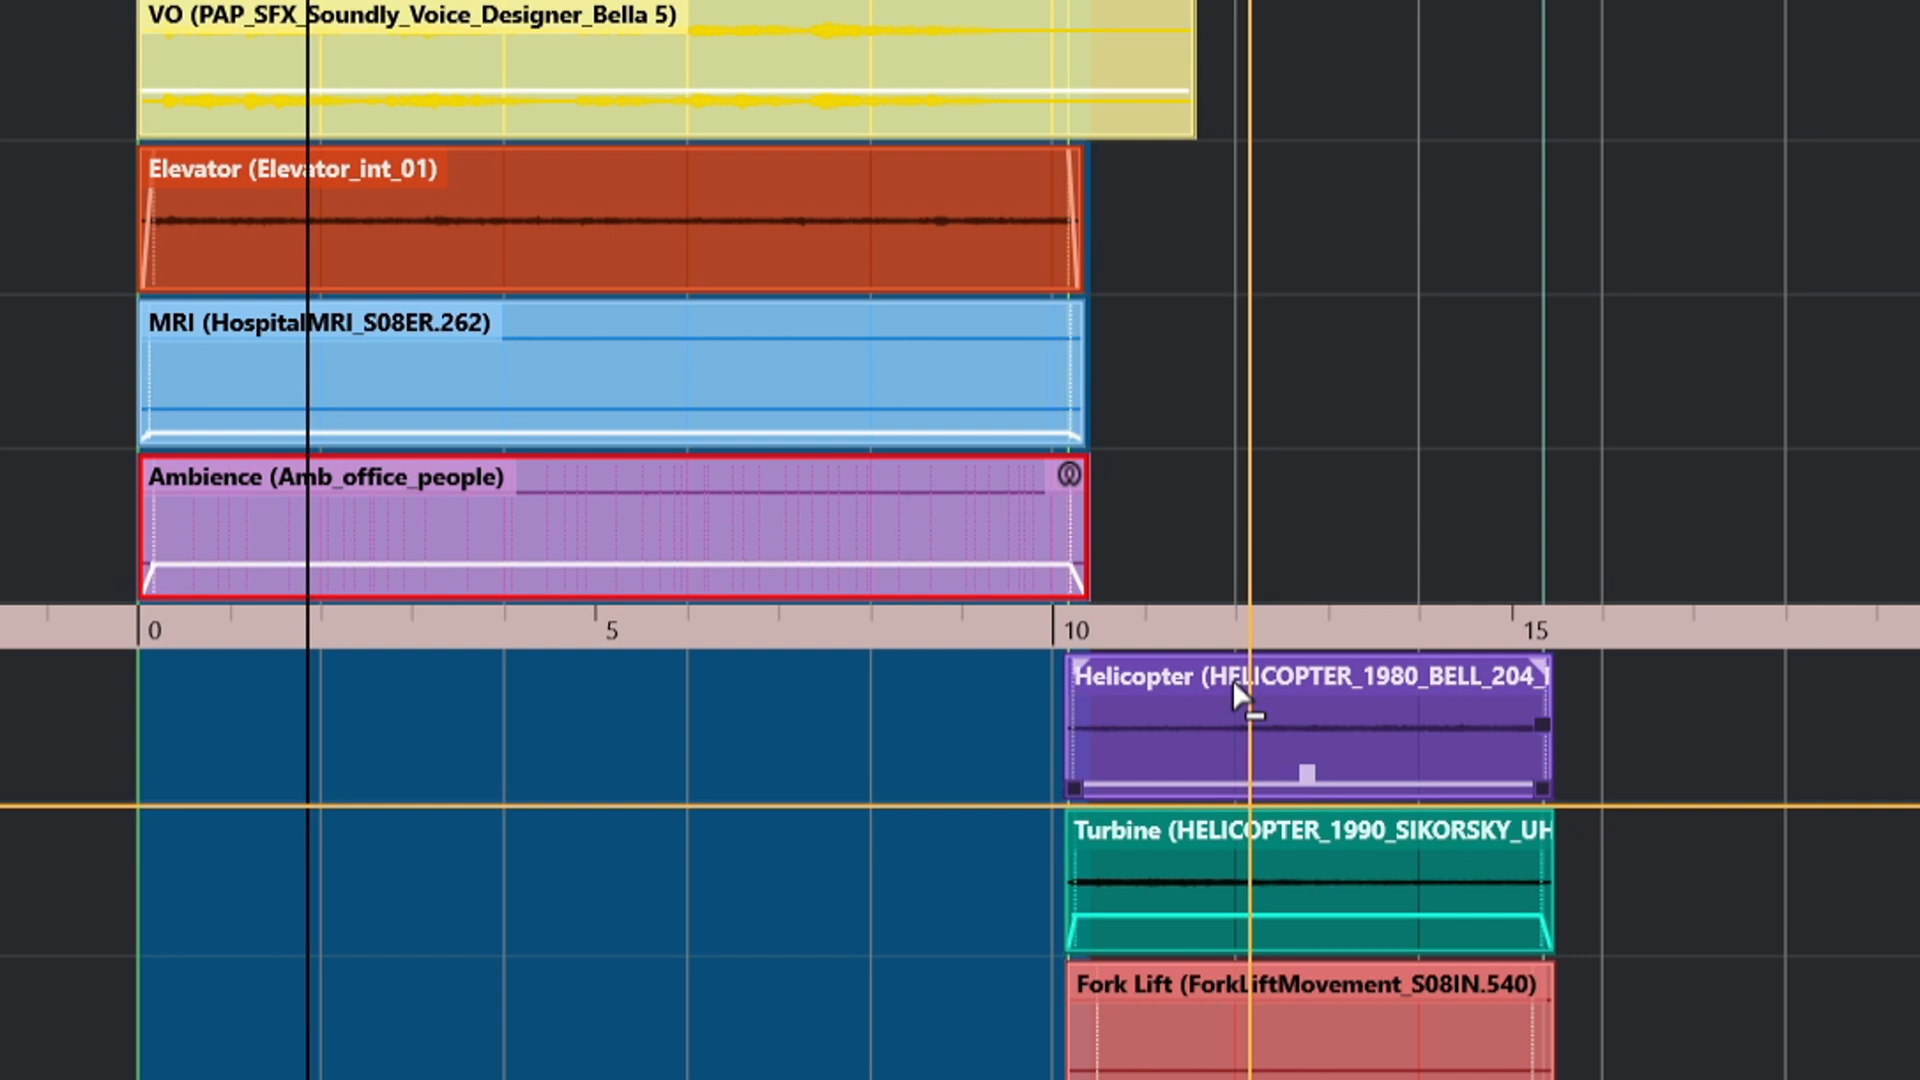 VO (PAP_SFX_Soundly_Voice_Designer_Bella 5)
Elevator (Elevator_int_01)
MRI (HospitalMRI_S08ER.262)
Ambience (Amb_office_people)
0 5 10 15
Helicopter (HELICOPTER_1980_BELL_204_
Turbine (HELICOPTER_1990_SIKORSKY_UH
Fork Lift (ForkLiftMovement_S08IN.540)